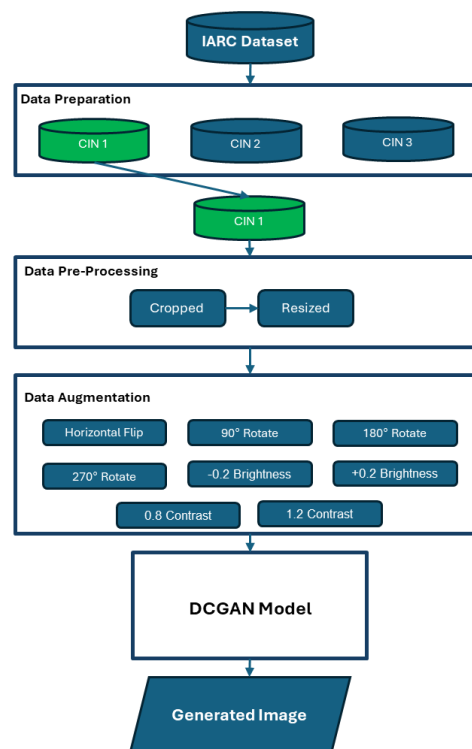 IARC Dataset
Data Preparation
CIN 1
CIN 2
CIN 3
CIN 1
Data Pre-Processing
Cropped
Resized
Data Augmentation
Horizontal Flip
90° Rotate
180° Rotate
270° Rotate
-0.2 Brightness
+0.2 Brightness
0.8 Contrast
1.2 Contrast
DCGAN Model
Generated Image